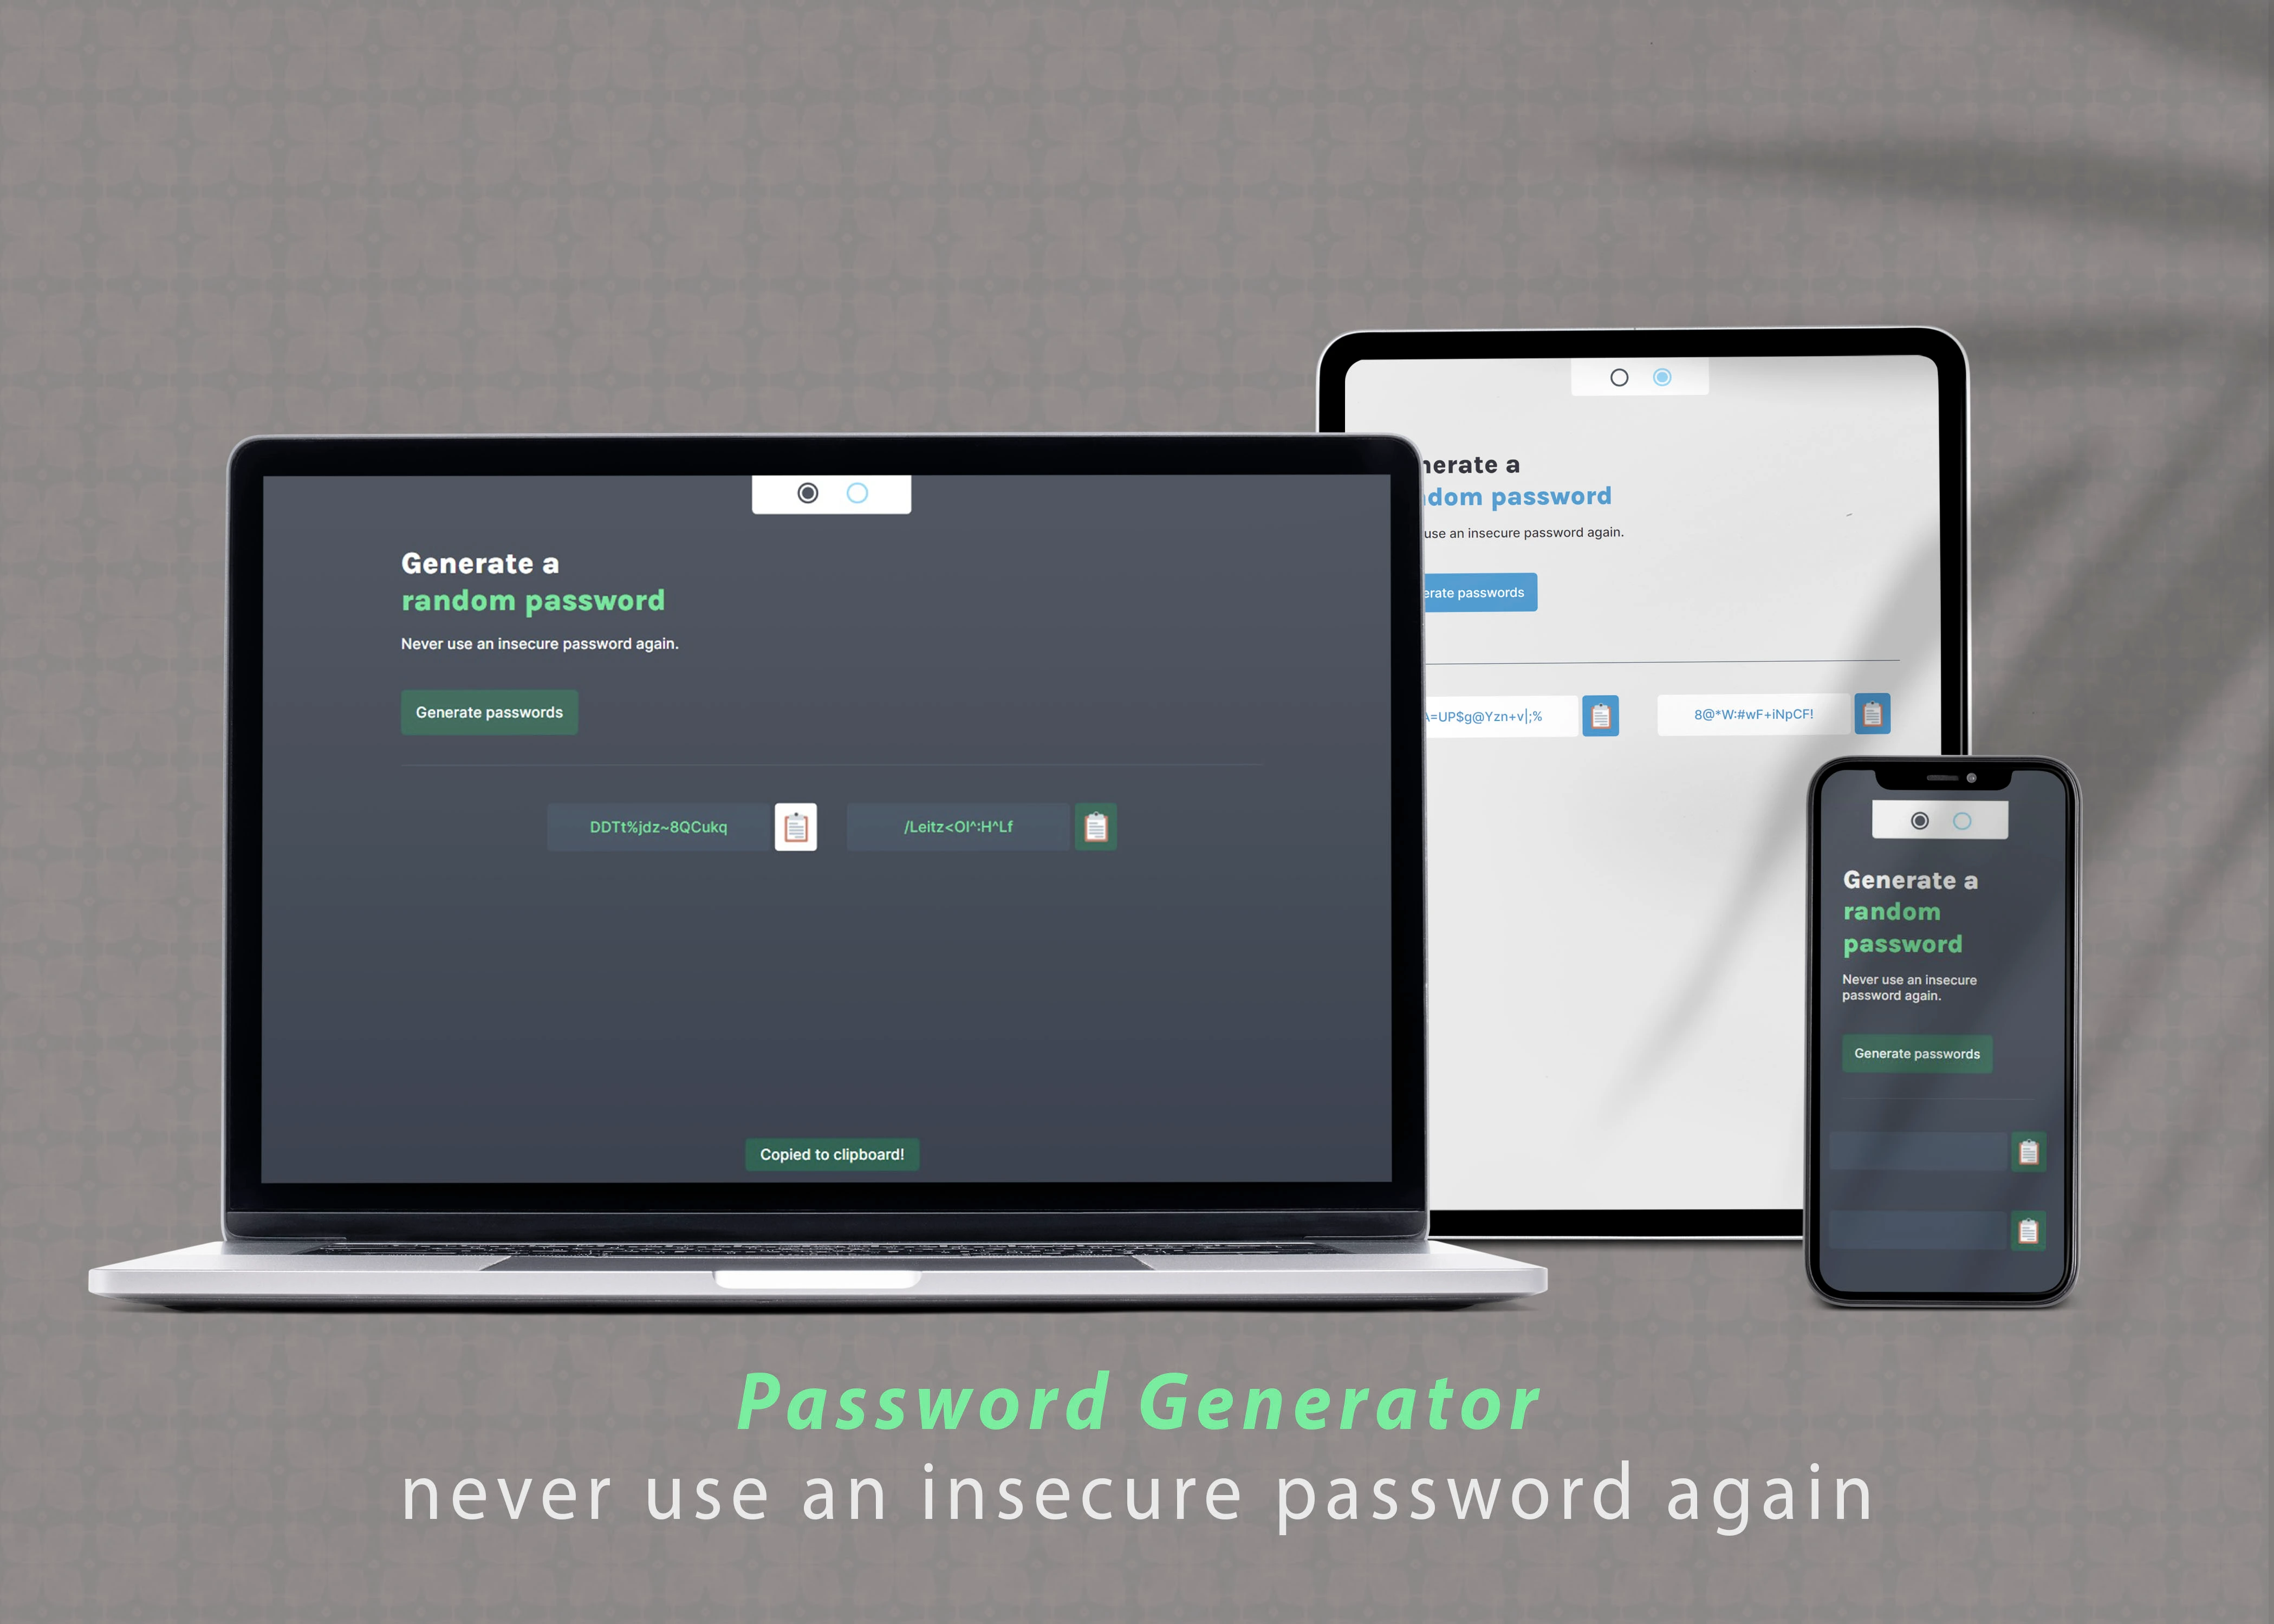 Generate a
random password
Never use an insecure password again.
Generate passwords
DDTt%jdz~8QCukq
/Leitz<OI^:H^Lf
Copied to clipboard!
nerate a
dom password
use an insecure password again.
erate passwords
=UP$g@Yzn+v|;%
8@*W:#wF+iNpCF!
Generate a
random
password
Never use an insecure
password again.
Generate passwords
Password Generator
never use an insecure password again